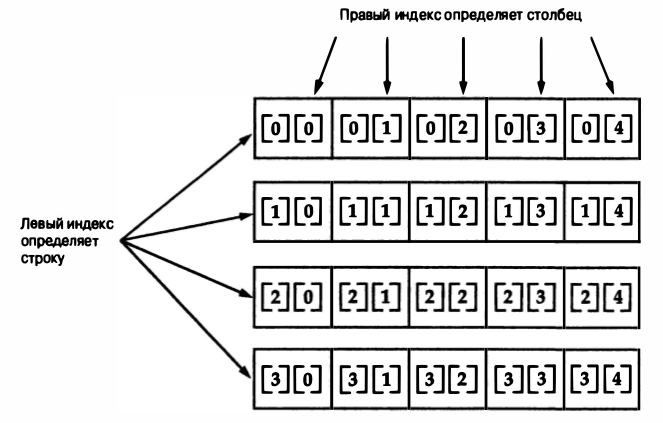 Правый индекс определяет столбец
[0][0] [0][1] [0][2] [0][3] [0][4]
[1][0] [1][1] [1][2] [1][3] [1][4]
Левый индекс
определяет
строку
[2][0] [2][1] [2][2] [2][3] [2][4]
[3][0] [3][1] [3][2] [3][3] [3][4]